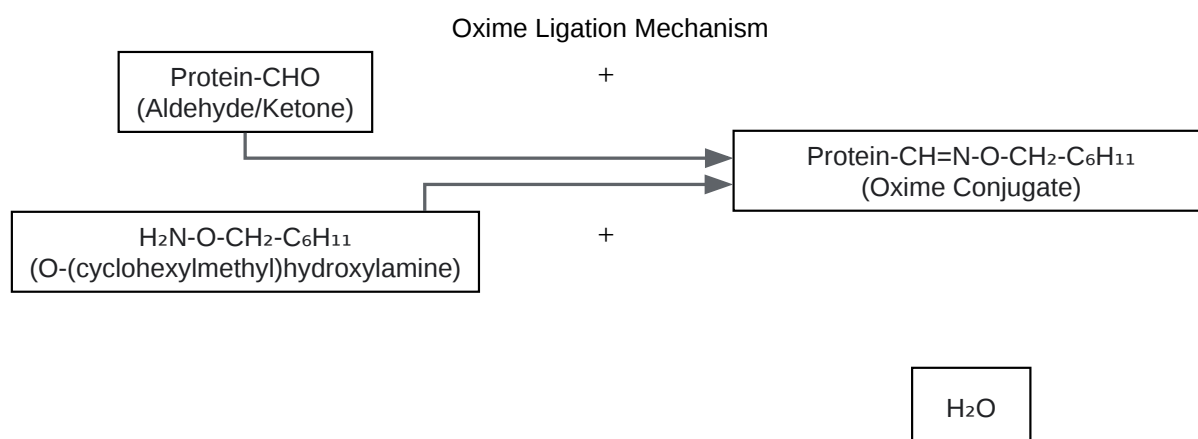 Oxime Ligation Mechanism
Protein-CHO
(Aldehyde/Ketone)
+
Protein-CH=N-O-CH₂-C₆H₁₁
(Oxime Conjugate)
H₂N-O-CH₂-C₆H₁₁
(O-(cyclohexylmethyl)hydroxylamine)
+
H₂O